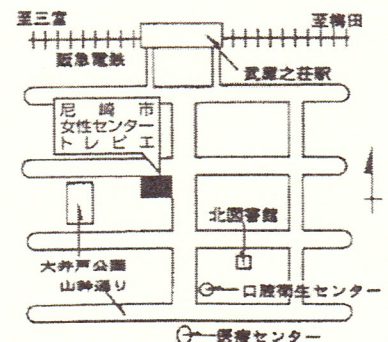 至三宮
至梅田
阪急電鉄
武庫之荘駅
尼崎市
女性センター
トレピエ
北図書館
大井戸公園
山幹通り
口腔衛生センター
医療センター